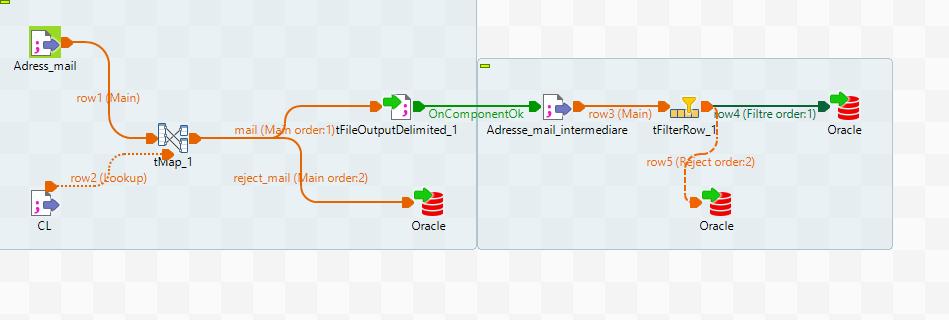 Adress_mail
row1 (Main)
tMap_1
row2 (Lookup)
CL
mail (Main order:1)
tFileOutputDelimited_1
reject_mail (Main order:2)
Oracle
OnComponentOk
Adresse_mail_intermediare
row3 (Main)
tFilterRow_1
row4 (Filtre order:1)
Oracle
row5 (Reject order:2)
Oracle